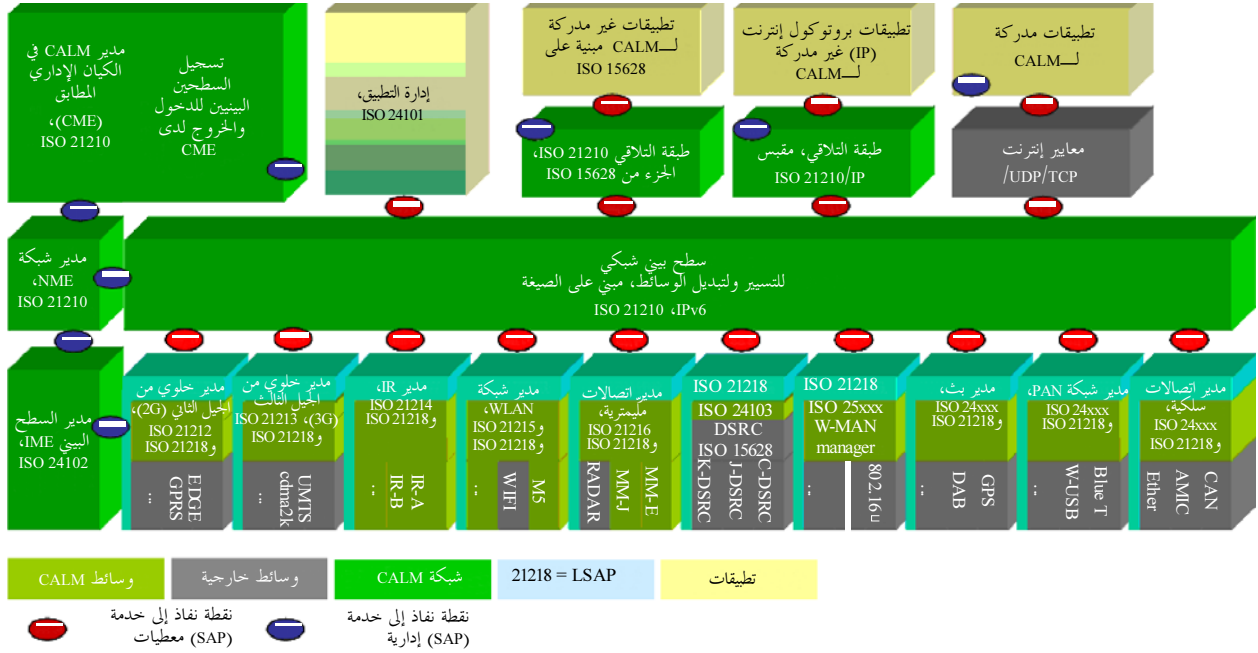 مدير CALM في
الكيان الإداري
المطابق
(CME)،
ISO 21210
تسجيل
السطحين
البينيين للدخول
والخروج لدى
CME
إدارة التطبيق،
ISO 24101
تطبيقات غير مدركة
لـــCALM مبنية على
ISO 15628
تطبيقات بروتوكول إنترنت
(IP) غير مدركة
لـــCALM
تطبيقات مدركة
لـــCALM
طبقة التلاقي ISO 21210،
الجزء من ISO 15628
طبقة التلاقي، مقبس
ISO 21210/IP
معايير إنترنت
/UDP/TCP
مدير شبكة
NME،
ISO 21210
سطح بيني شبكي
للتسيير ولتبديل الوسائط، مبني على الصيغة
ISO 21210 ،IPv6
مدير السطح
البيني IME،
ISO 24102
مدير خلوي من
الجيل الثاني (2G)،
ISO 21212
وISO 21218
EDGE
GPRS
...
مدير خلوي من
الجيل الثالث
(3G)، ISO 21213
وISO 21218
UMTS
cdma2k
...
مدير IR،
ISO 21214
وISO 21218
IR-A
IR-B
..
مدير شبكة
WLAN،
وISO 21215
وISO 21218
M5
WIFI
..
مدير اتصالات
مليمترية،
ISO 21216
وISO 21218
MM-E
MM-J
RADAR
ISO 21218
ISO 24103
DSRC
ISO 15628
C-DSRC
J-DSRC
K-DSRC
ISO 21218
ISO 25xxx
W-MAN
manager
802.16
..
مدير بث،
ISO 24xxx
وISO 21218
GPS
DAB
..
مدير شبكة PAN،
ISO 24xxx
وISO 21218
Blue T
W-USB
..
مدير اتصالات
سلكية،
ISO 24xxx
وISO 21218
CAN
AMIC
Ether
وسائط CALM
وسائط خارجية
شبكة CALM
21218 = LSAP
تطبيقات
نقطة نفاذ إلى خدمة
(SAP) معطيات
نقطة نفاذ إلى خدمة
(SAP) إدارية